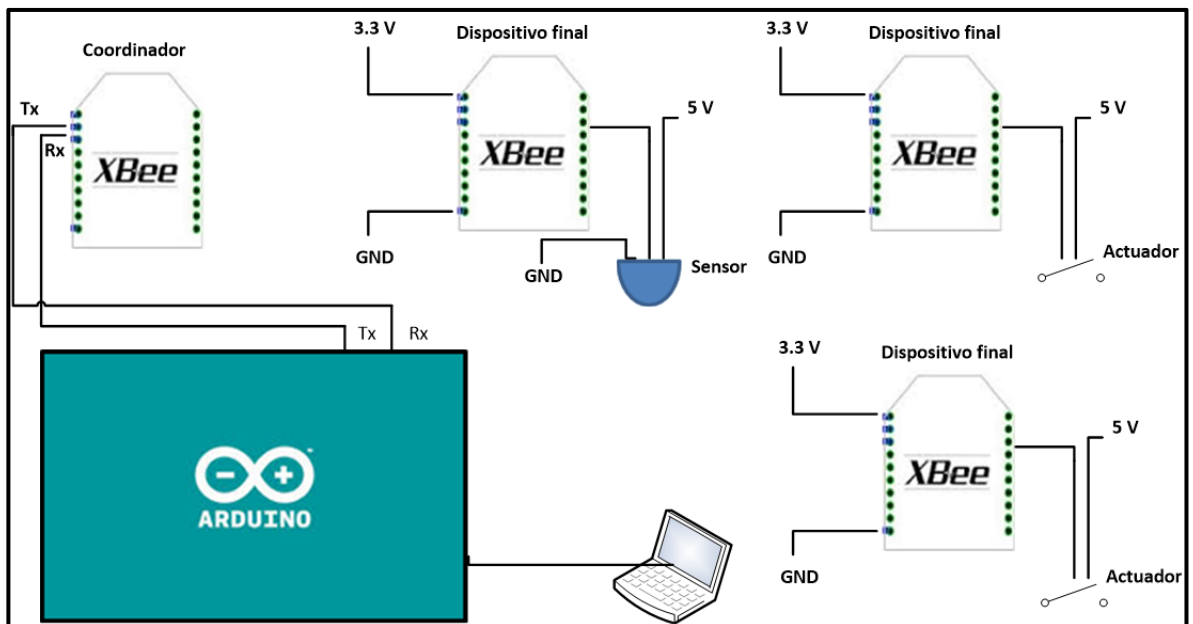 Coordinador
Tx
Rx
XBee
3.3 V
Dispositivo final
5 V
XBee
GND
GND
Sensor
3.3 V
Dispositivo final
5 V
XBee
GND
Actuador
Tx
Rx
ARDUINO
3.3 V
Dispositivo final
5 V
XBee
GND
Actuador